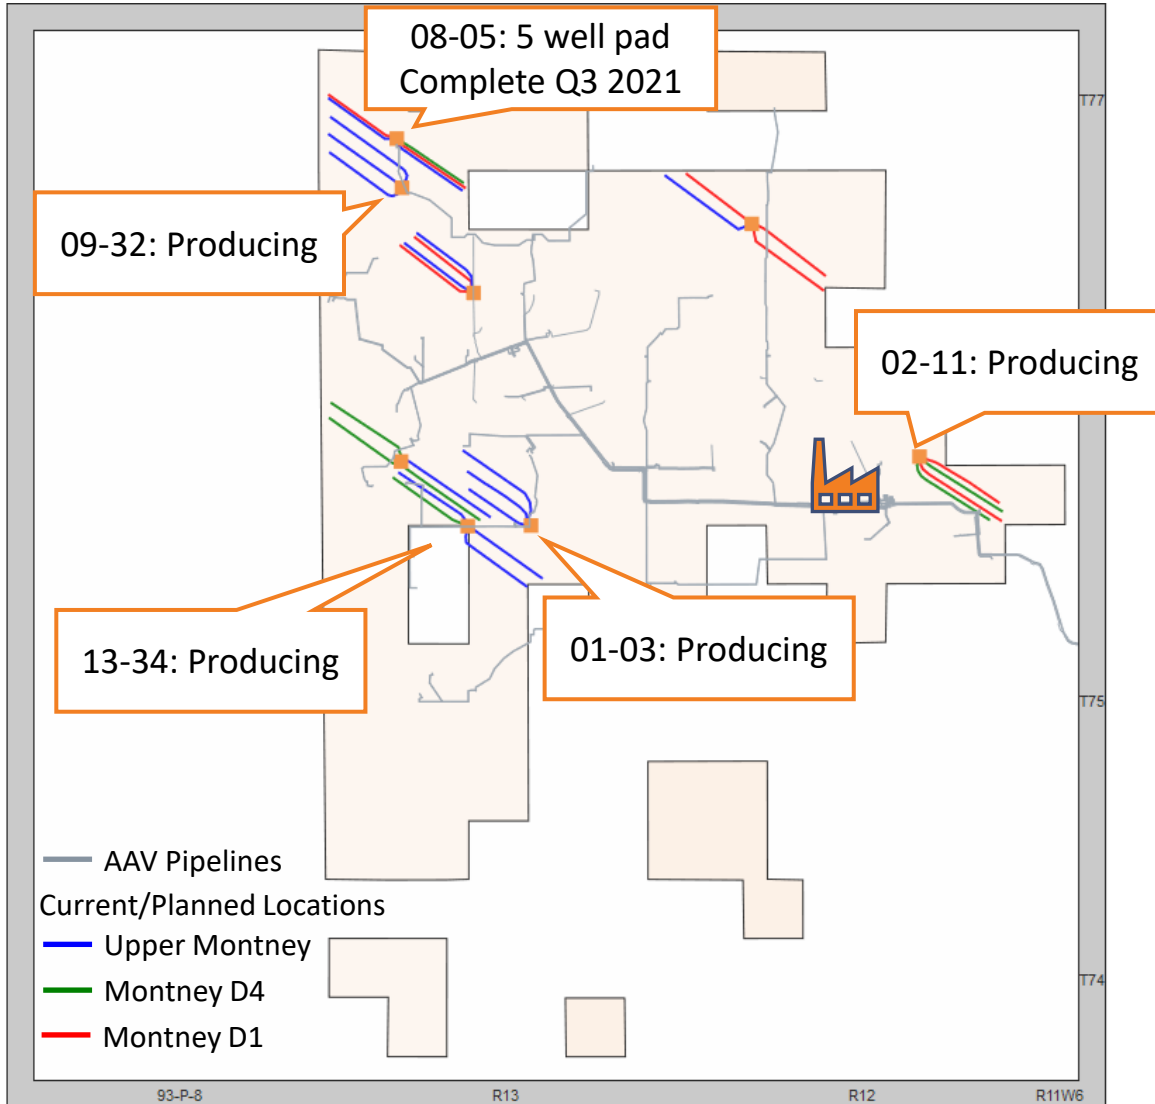 08-05: 5 well pad
Complete Q3 2021
T77
09-32: Producing
02-11: Producing
13-34: Producing
01-03: Producing
T75
AAV Pipelines
Current/Planned Locations
Upper Montney
Montney D4
Montney D1
T74
93-P-8
R13
R12
R11W6